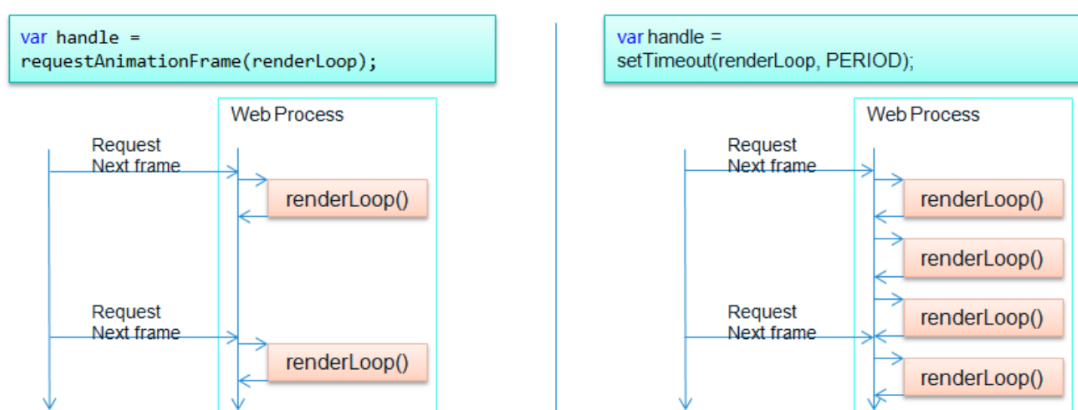 var handle =
requestAnimationFrame(renderLoop);
Web Process
Request
Next frame
renderLoop()
Request
Next frame
renderLoop()
var handle =
setTimeout(renderLoop, PERIOD);
Web Process
Request
Next frame
renderLoop()
renderLoop()
Request
Next frame
renderLoop()
renderLoop()